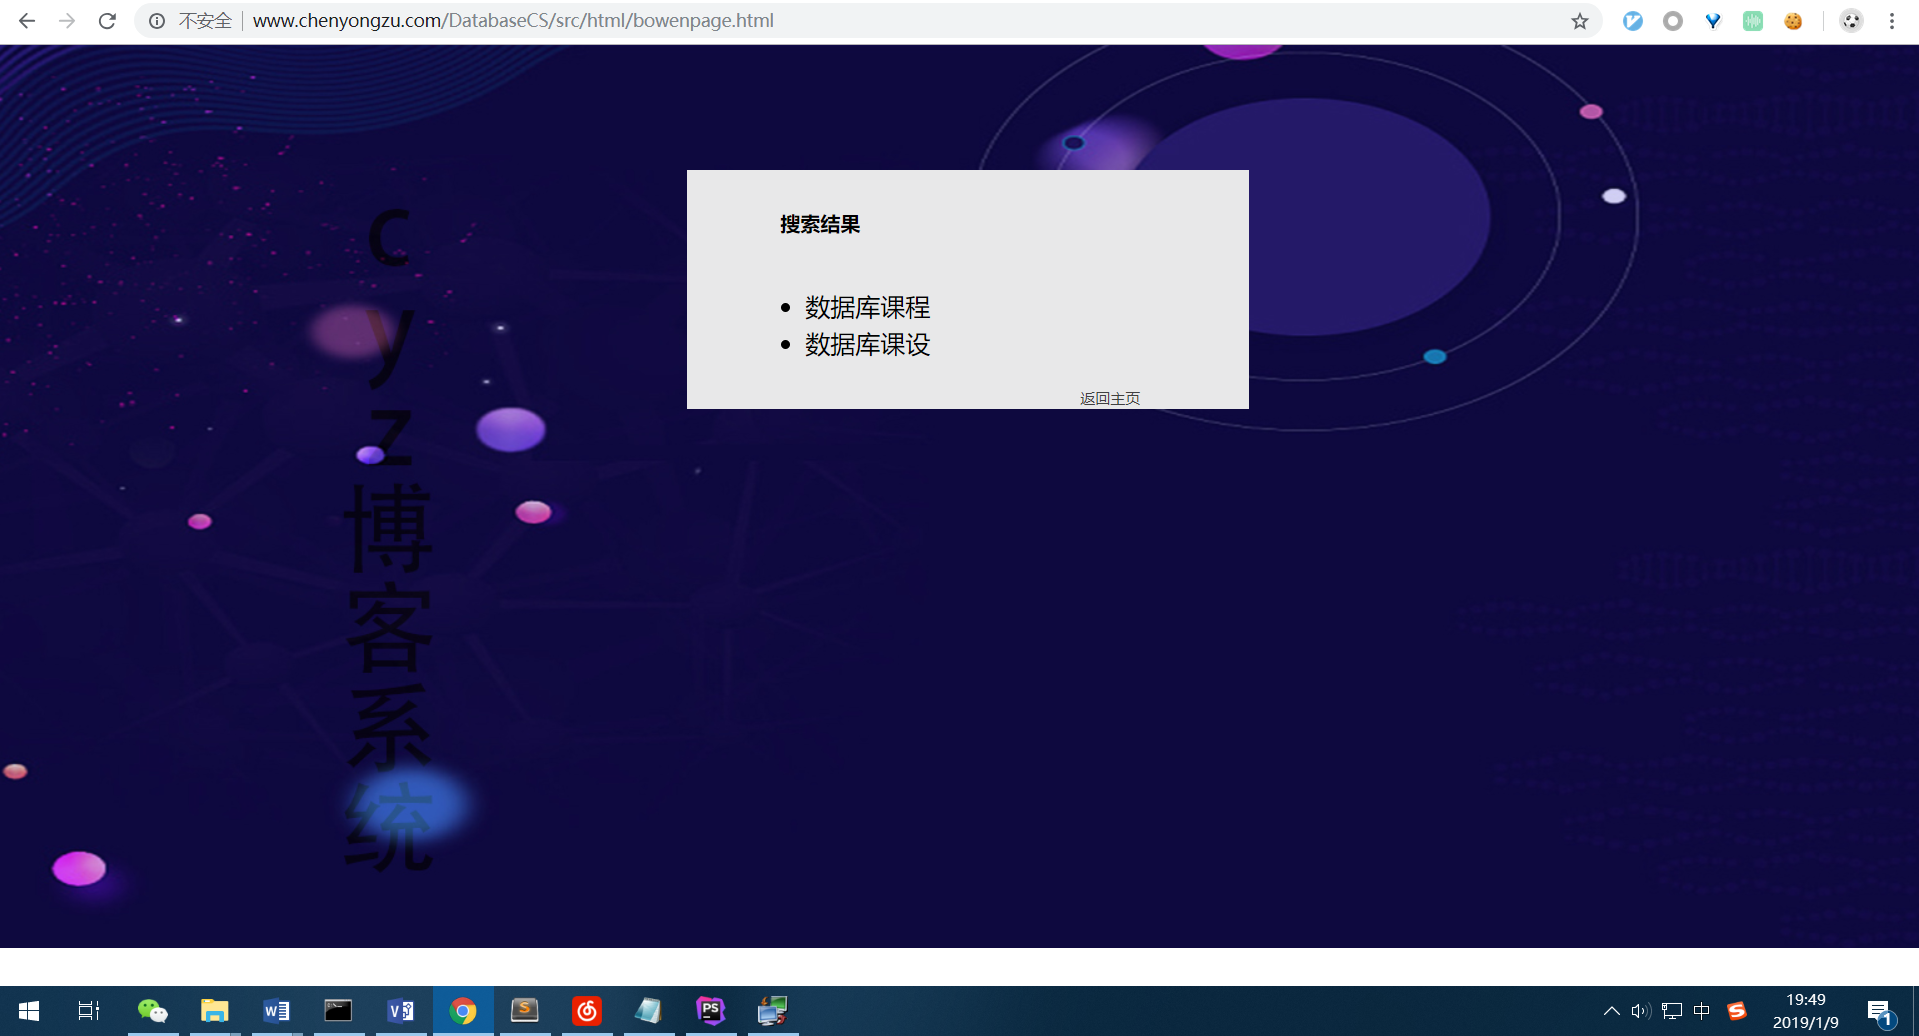 不安全
www.chenyongzu.com/DatabaseCS/src/html/bowenpage.html
c
y
z
博
客
系
统
搜索结果
数据库课程
数据库课设
返回主页
中
19:49
2019/1/9
1